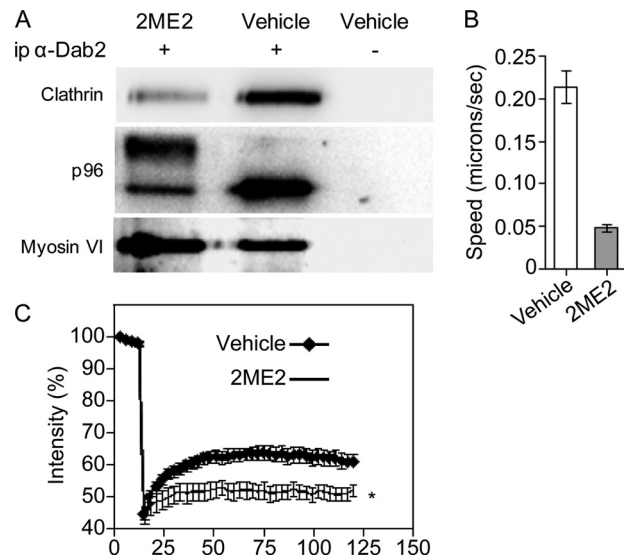 A
2ME2 Vehicle Vehicle
ip α-Dab2 + + -
Clathrin
p96
Myosin VI
B
Speed (microns/sec)
0.25
0.20
0.15
0.10
0.05
0
Vehicle
2ME2
C
Intensity (%)
100
90
80
70
60
50
40
Vehicle
2ME2
*
0 25 50 75 100 125 150